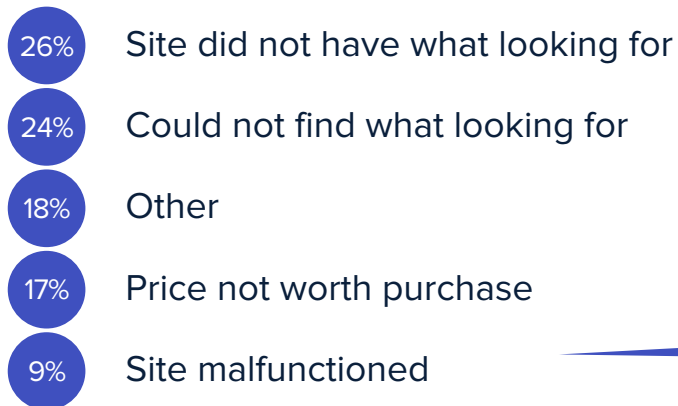 26% Site did not have what looking for
24% Could not find what looking for
18% Other
17% Price not worth purchase
9% Site malfunctioned